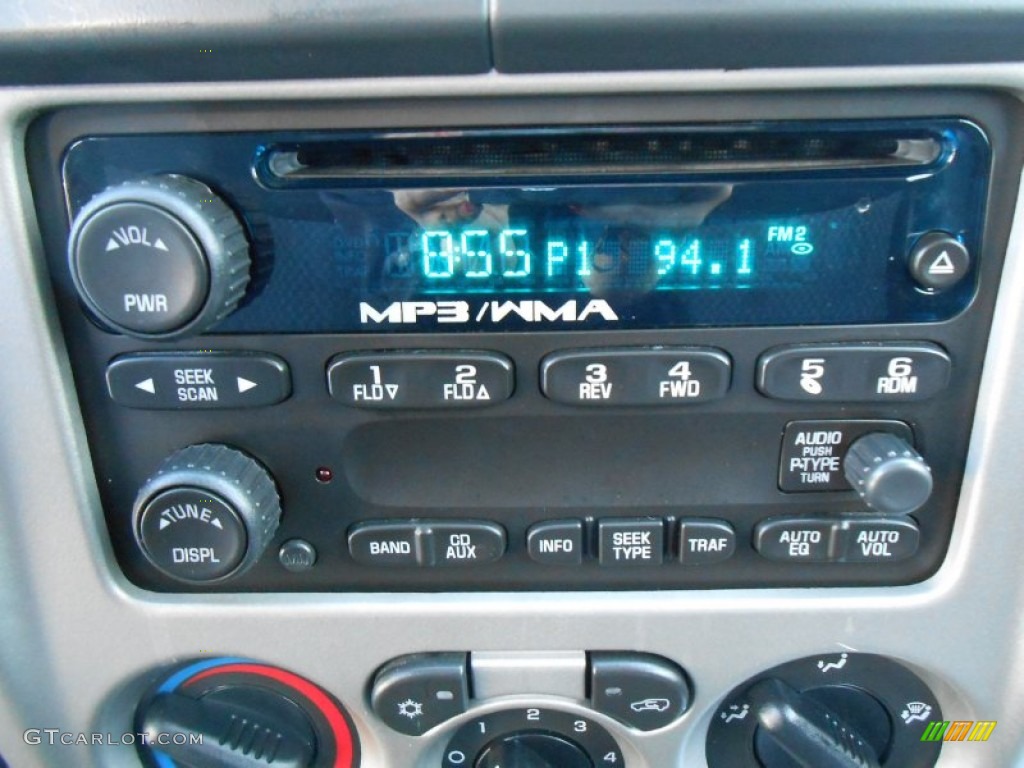 VOL
PWR
8:55 P1 94.1 FM2
MP3/WMA
SEEK
SCAN
1 2
FLD FLD
3 4
REV FWD
5 6
RDM
AUDIO
PUSH
P-TYPE
TURN
TUNE
DISPL
BAND
CD
AUX
INFO
SEEK
TYPE
TRAF
AUTO
EQ
AUTO
VOL
0 1 2 3 4
GTCARLOT.COM